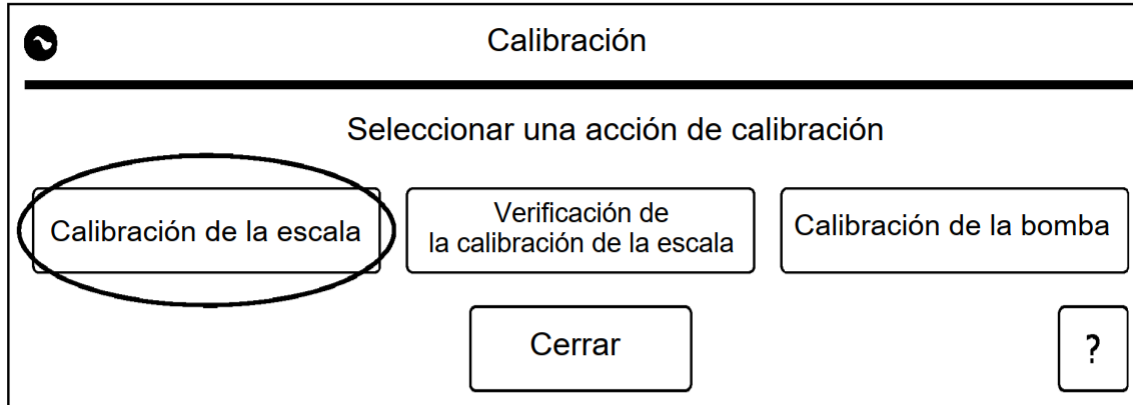 Calibración
Seleccionar una acción de calibración
Calibración de la escala
Verificación de
la calibración de la escala
Calibración de la bomba
Cerrar
?